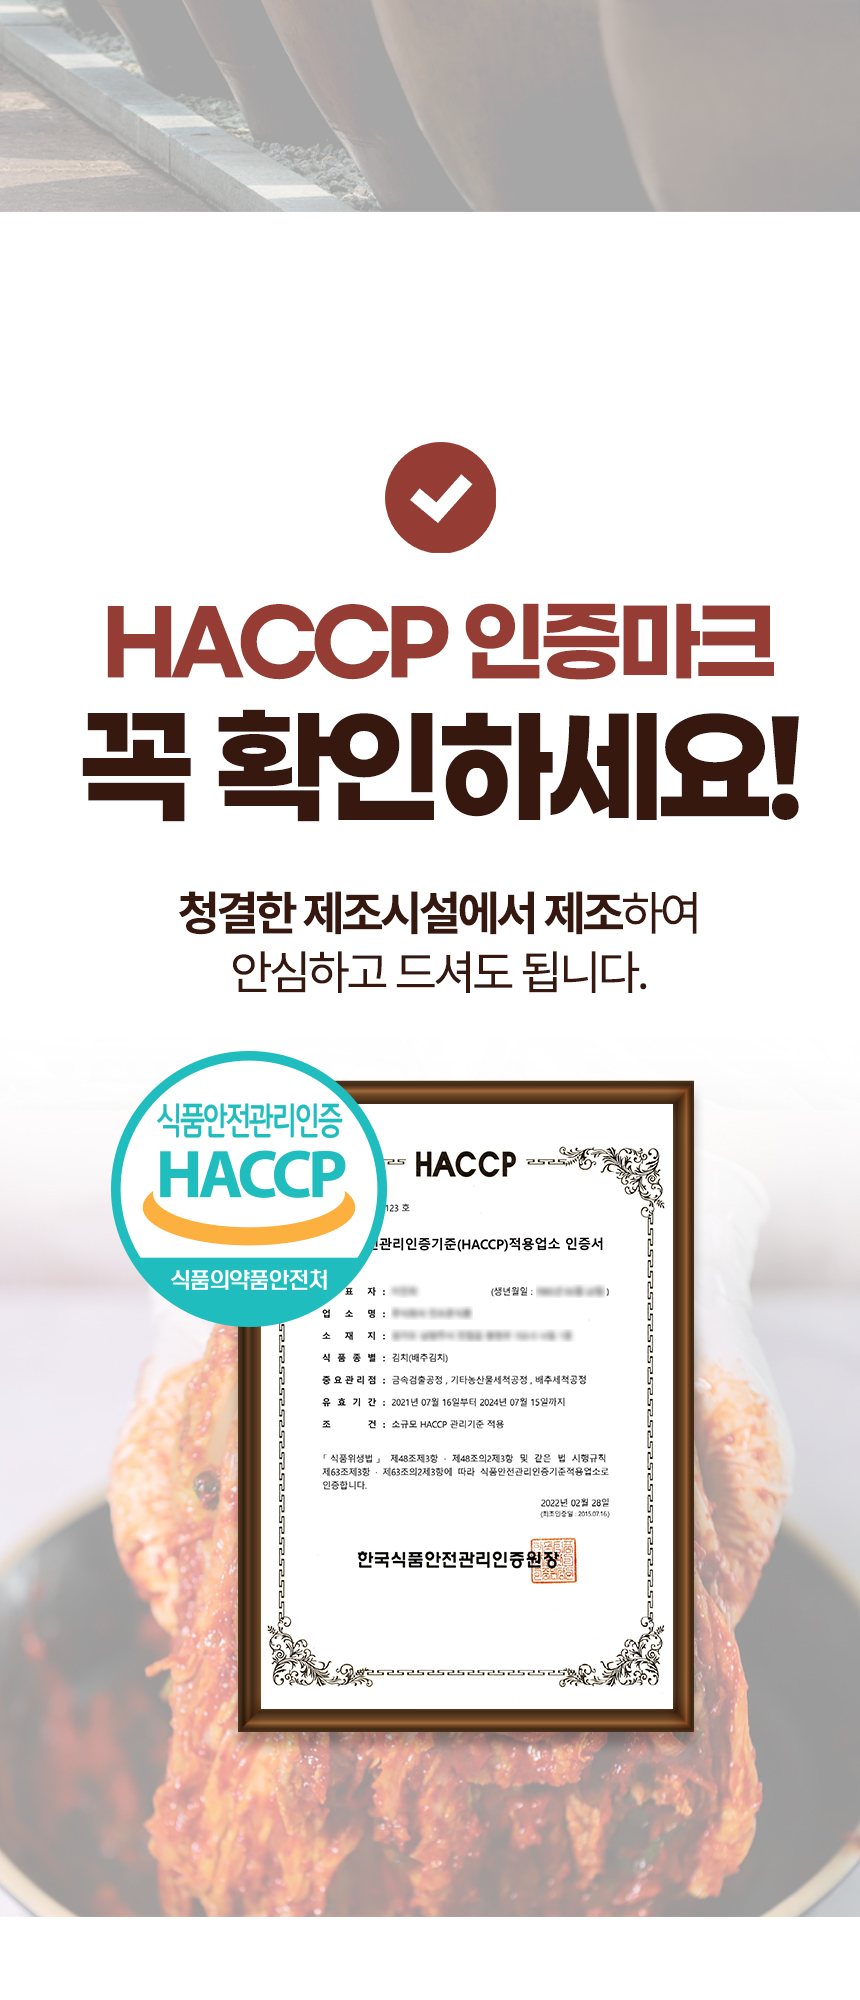 HACCP 인증마크
꼭 확인하세요!
청결한 제조시설에서 제조하여
안심하고 드셔도 됩니다.
식품안전관리인증
HACCP
식품의약품안전처
HACCP
123 호
관리인증기준(HACCP)적용업소 인증서
표 자 :
(생년월일 : )
업 소 명 :
소 재 지 :
식 품 종 별 : 김치(배추김치)
중요관리점 : 금속검출공정 , 기타농산물세척공정 , 배추세척공정
유 효 기 간 : 2021년 07월 16일부터 2024년 07월 15일까지
조 건 : 소규모 HACCP 관리기준 적용
「 식품위생법 」 제48조제3항 · 제48조의2제3항 및 같은 법 시행규칙
제63조제3항 · 제63조의2제3항에 따라 식품안전관리인증기준적용업소로
인증합니다.
2022년 02월 28일
(최초인증일 : 2015.07.16)
한국식품안전관리인증원장